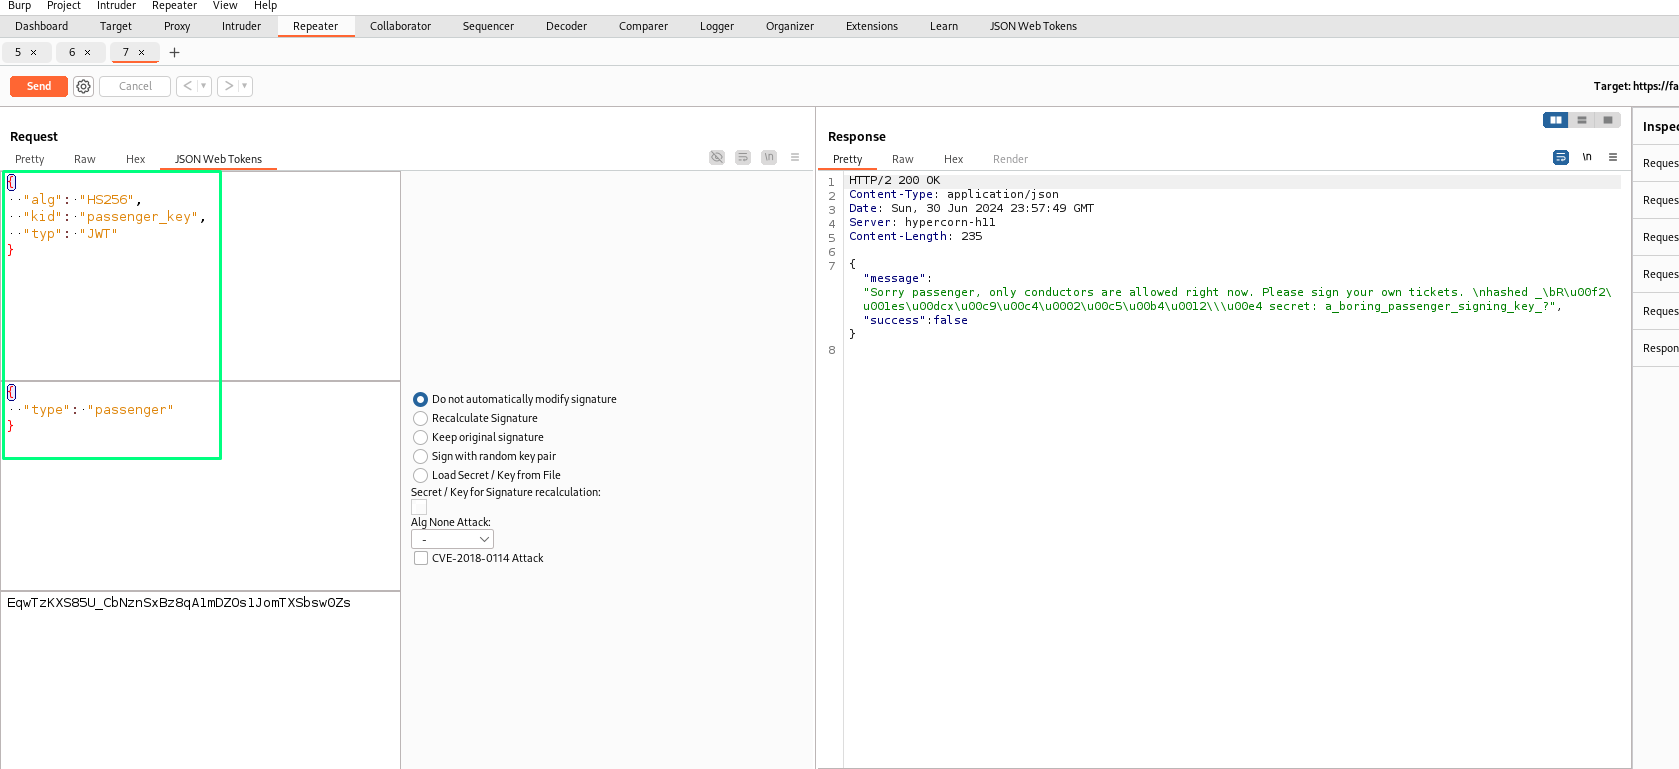 Burp Project Intruder Repeater View Help
Dashboard Target Proxy Intruder Repeater Collaborator Sequencer Decoder Comparer Logger Organizer Extensions Learn JSON Web Tokens
5 × 6 × 7 × +
Send Cancel < > Target: https://fa
Request
Pretty Raw Hex JSON Web Tokens \n
{
"alg": "HS256",
"kid": "passenger_key",
"typ": "JWT"
}
{
"type": "passenger"
}
EqwTzKXS85U_CbNznSxBz8qA1mDZOs1JomTXSbsw0Zs
Do not automatically modify signature
Recalculate Signature
Keep original signature
Sign with random key pair
Load Secret / Key from File
Secret / Key for Signature recalculation:
Alg None Attack:
-
CVE-2018-0114 Attack
Response
Pretty Raw Hex Render \n
1 HTTP/2 200 OK
2 Content-Type: application/json
3 Date: Sun, 30 Jun 2024 23:57:49 GMT
4 Server: hypercorn-h11
5 Content-Length: 235
6
7 {
"message":
"Sorry passenger, only conductors are allowed right now. Please sign your own tickets. \nhashed _\bR\u00f2\
u001es\u00dcx\u00c9\u00c4\u0002\u00c5\u00b4\u0012\\\u00e4 secret: a_boring_passenger_signing_key_?",
"success":false
}
8
Inspec
Reques
Reques
Reques
Reques
Reques
Respon